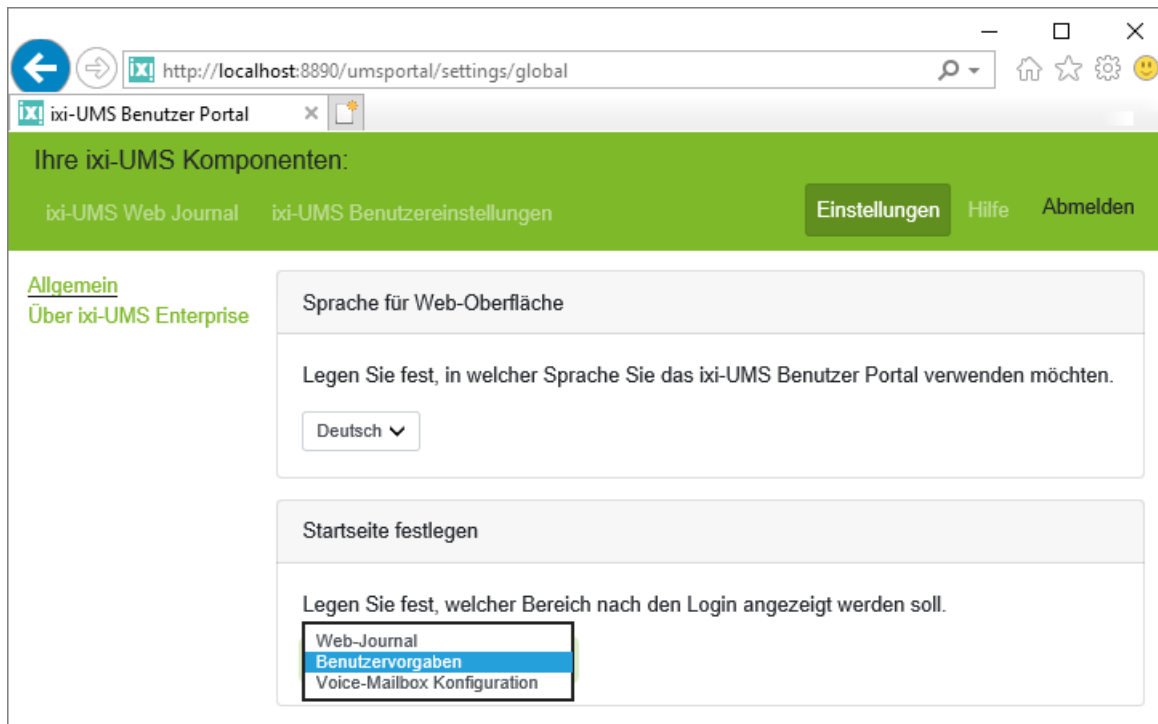 ixi http://localhost:8890/umsportal/settings/global
ixi ixi-UMS Benutzer Portal
Ihre ixi-UMS Komponenten:
ixi-UMS Web Journal ixi-UMS Benutzereinstellungen Einstellungen Hilfe Abmelden
Allgemein
Über ixi-UMS Enterprise
Sprache für Web-Oberfläche
Legen Sie fest, in welcher Sprache Sie das ixi-UMS Benutzer Portal verwenden möchten.
Deutsch
Startseite festlegen
Legen Sie fest, welcher Bereich nach den Login angezeigt werden soll.
Web-Journal
Benutzervorgaben
Voice-Mailbox Konfiguration